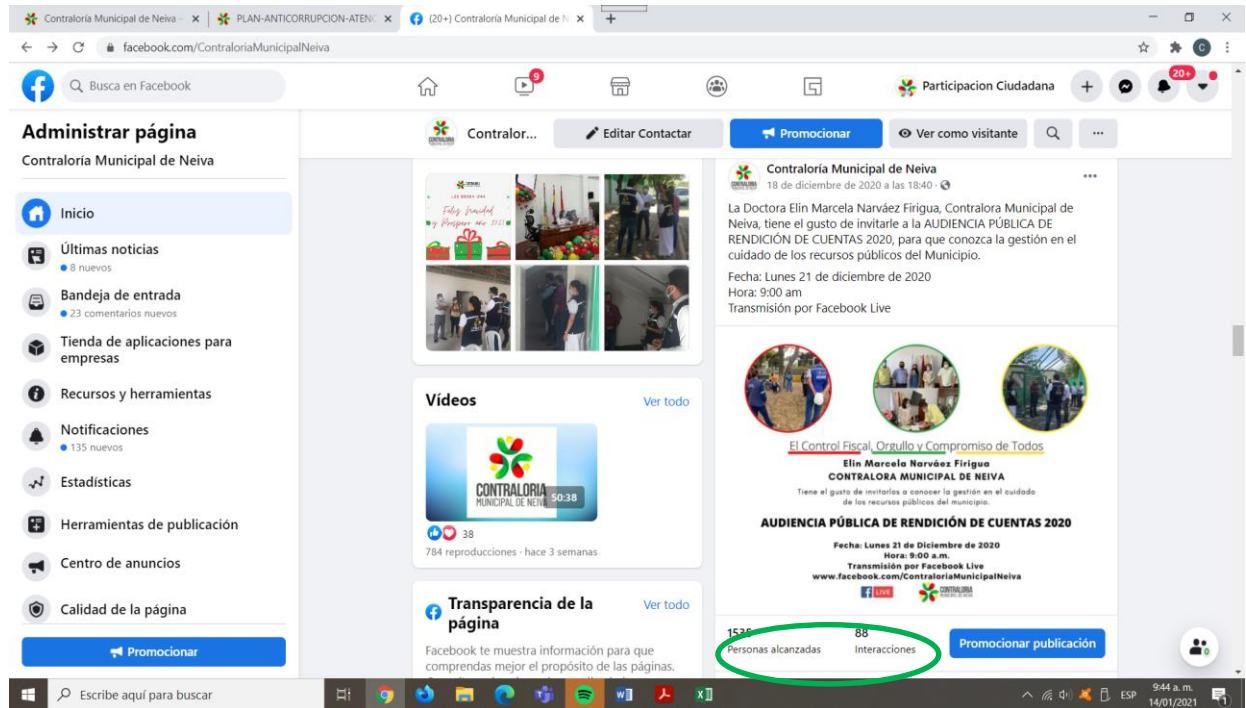 Contraloría Municipal de Neiva –
PLAN-ANTICORRUPCION-ATENC
(20+) Contraloría Municipal de N
facebook.com/ContraloriaMunicipalNeiva
Busca en Facebook
9
Participacion Ciudadana
20+
Administrar página
Contraloría Municipal de Neiva
Inicio
Últimas noticias
8 nuevos
Bandeja de entrada
23 comentarios nuevos
Tienda de aplicaciones para
empresas
Recursos y herramientas
Notificaciones
135 nuevos
Estadísticas
Herramientas de publicación
Centro de anuncios
Calidad de la página
Promocionar
Contralor...
Editar Contactar
Promocionar
Ver como visitante
Feliz Navidad
y Prospero año 2021
Vídeos
Ver todo
CONTRALORIA
MUNICIPAL DE NEIVA
50:38
38
784 reproducciones · hace 3 semanas
Transparencia de la
página
Ver todo
Facebook te muestra información para que
comprendas mejor el propósito de las páginas.
Contraloría Municipal de Neiva
18 de diciembre de 2020 a las 18:40 ·
La Doctora Elin Marcela Narváez Firigua, Contralora Municipal de
Neiva, tiene el gusto de invitarle a la AUDIENCIA PÚBLICA DE
RENDICIÓN DE CUENTAS 2020, para que conozca la gestión en el
cuidado de los recursos públicos del Municipio.
Fecha: Lunes 21 de diciembre de 2020
Hora: 9:00 am
Transmisión por Facebook Live
El Control Fiscal, Orgullo y Compromiso de Todos
Elin Marcela Narváez Firigua
CONTRALORA MUNICIPAL DE NEIVA
Tiene el gusto de invitarlos a conocer la gestión en el cuidado
de los recursos públicos del municipio.
AUDIENCIA PÚBLICA DE RENDICIÓN DE CUENTAS 2020
Fecha: Lunes 21 de Diciembre de 2020
Hora: 9:00 a.m.
Transmisión por Facebook Live
www.facebook.com/ContraloriaMunicipalNeiva
LIVE
CONTRALORIA
1535
Personas alcanzadas
88
Interacciones
Promocionar publicación
Escribe aquí para buscar
ESP
9:44 a. m.
14/01/2021